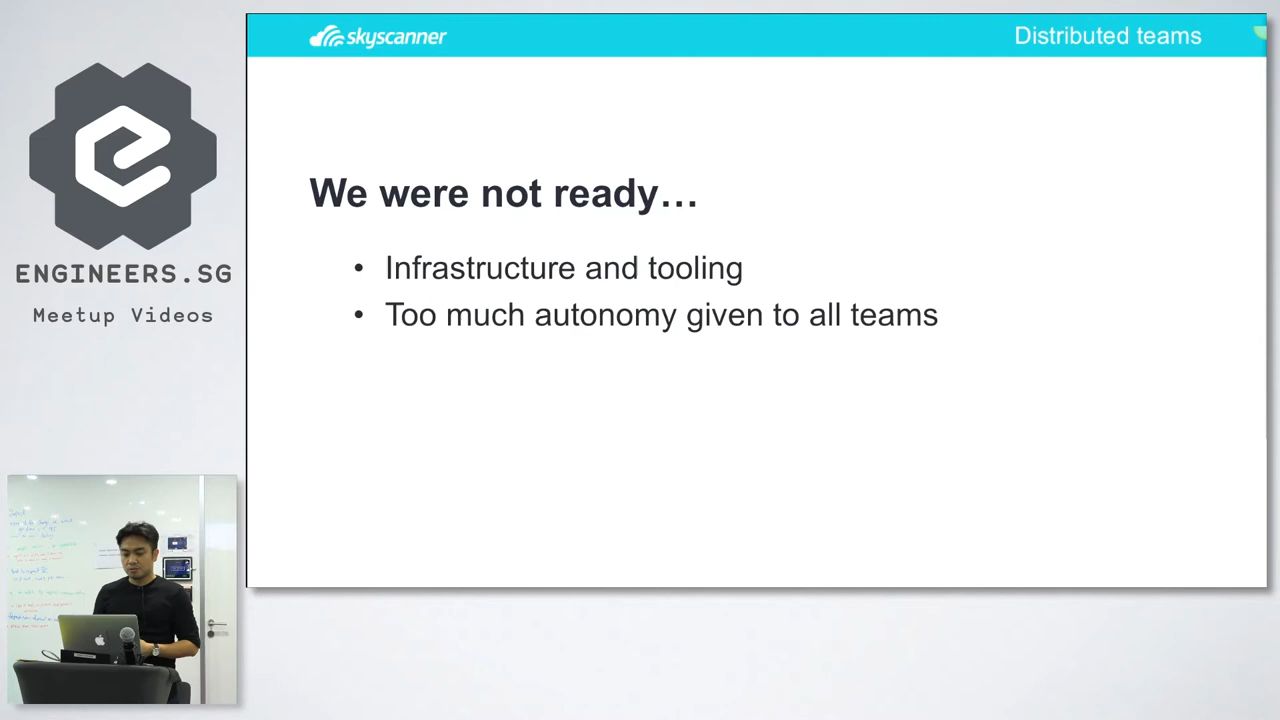 skyscanner
Distributed teams
We were not ready…
• Infrastructure and tooling
• Too much autonomy given to all teams
ENGINEERS.SG
Meetup Videos